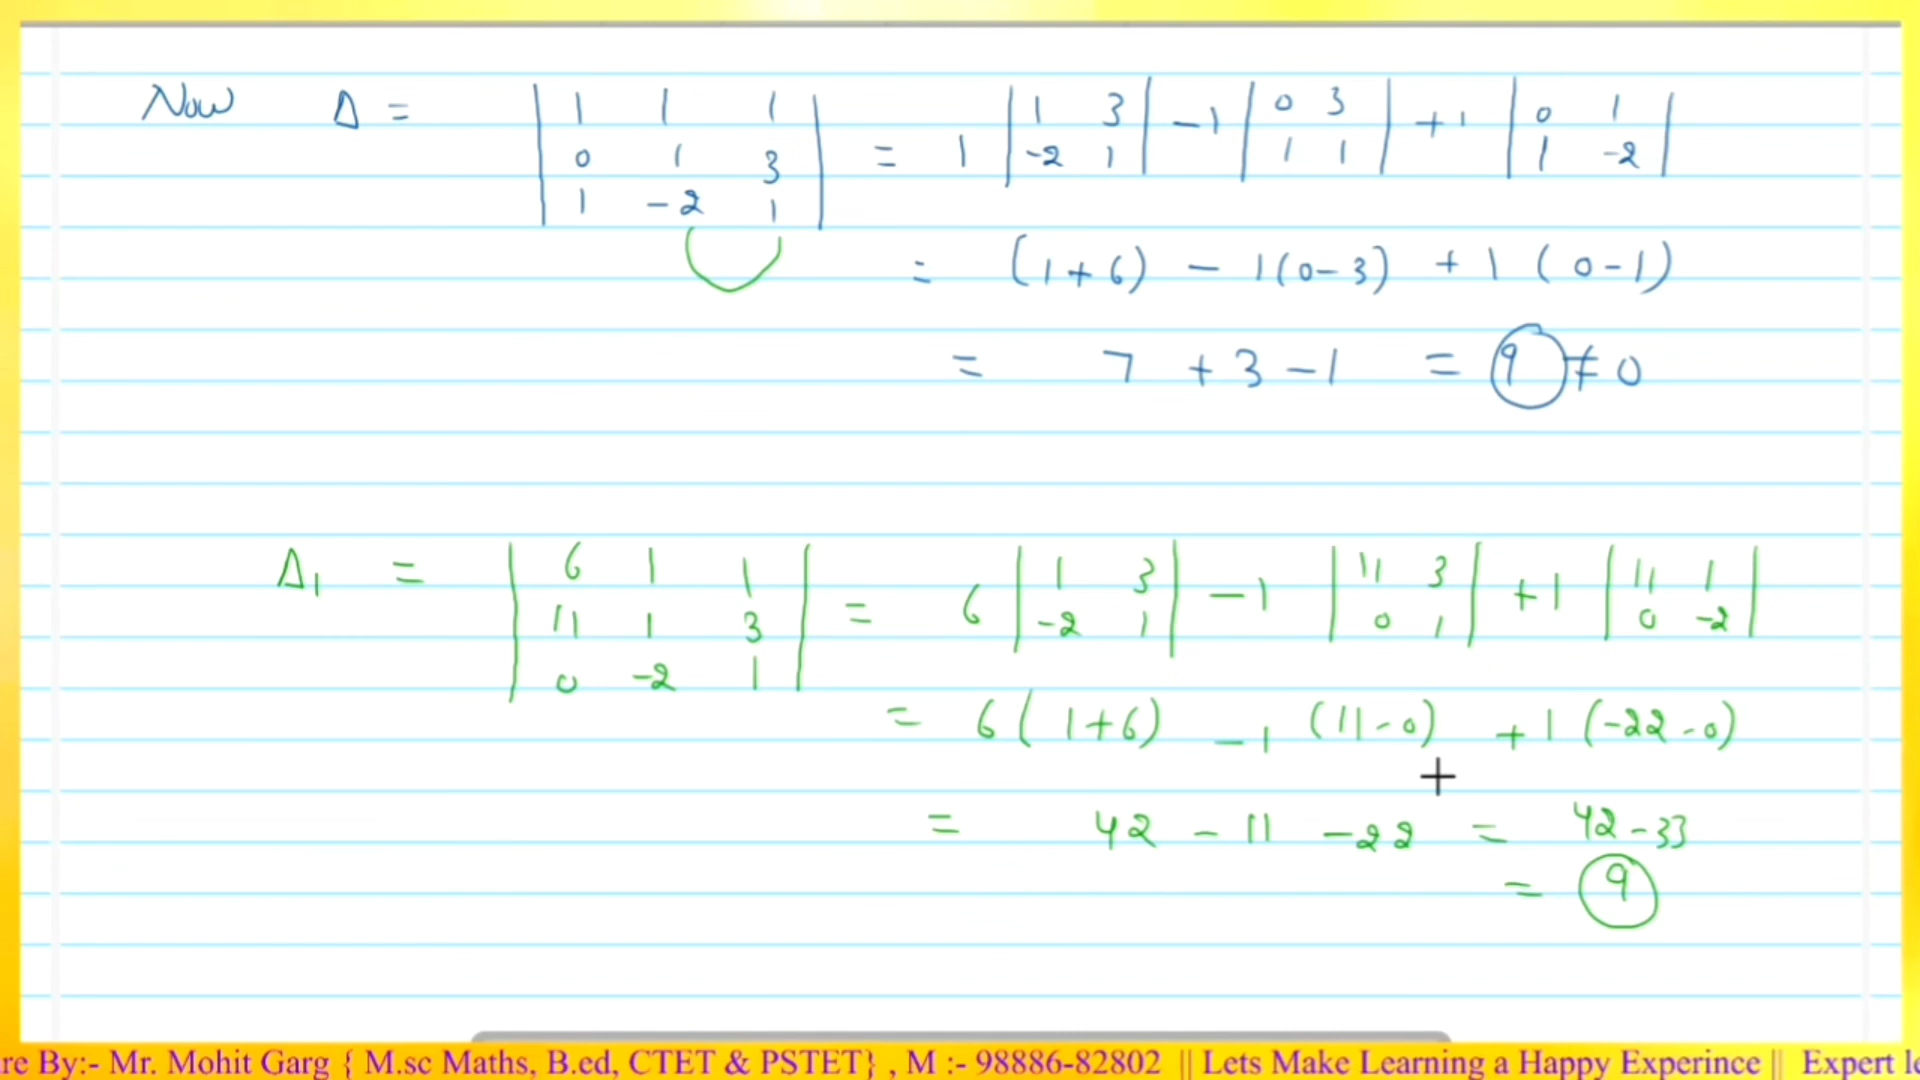 Now Δ = | 1 1 1 | = 1 | 1 3 | -1 | 0 3 | +1 | 0 1 |
| 0 1 3 | | -2 1 | | 1 1 | | 1 -2 |
| 1 -2 1 |
= (1+6) - 1(0-3) + 1(0-1)
= 7 +3 -1 = 9 ≠ 0
Δ₁ = | 6 1 1 | = 6 | 1 3 | -1 | 11 3 | +1 | 11 1 |
| 11 1 3 | | -2 1 | | 0 1 | | 0 -2 |
| 0 -2 1 |
= 6(1+6) -1(11-0) +1(-22-0)
= 42 - 11 -22 = 42-33
= 9
re By:- Mr. Mohit Garg { M.sc Maths, B.ed, CTET & PSTET} , M :- 98886-82802 || Lets Make Learning a Happy Experince || Expert le